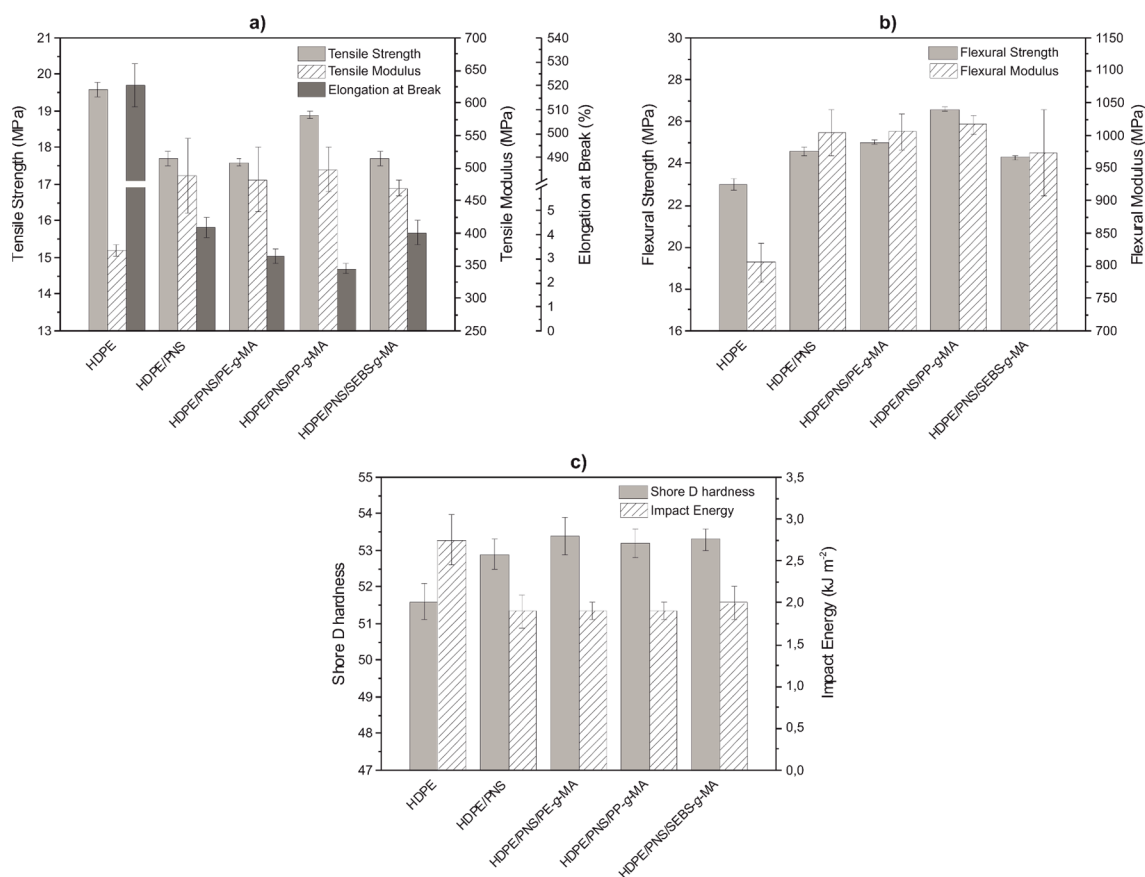 a)
Tensile Strength (MPa)
21
20
19
18
17
16
15
14
13
Tensile Strength
Tensile Modulus
Elongation at Break
700
650
600
550
500
450
400
350
300
250
Tensile Modulus (MPa)
540
530
520
510
500
490
5
4
3
2
1
0
Elongation at Break (%)
HDPE
HDPE/PNS
HDPE/PNS/PE-g-MA
HDPE/PNS/PP-g-MA
HDPE/PNS/SEBS-g-MA
b)
Flexural Strength (MPa)
30
28
26
24
22
20
18
16
Flexural Strength
Flexural Modulus
1150
1100
1050
1000
950
900
850
800
750
700
Flexural Modulus (MPa)
HDPE
HDPE/PNS
HDPE/PNS/PE-g-MA
HDPE/PNS/PP-g-MA
HDPE/PNS/SEBS-g-MA
c)
Shore D hardness
55
54
53
52
51
50
49
48
47
Shore D hardness
Impact Energy
3,5
3,0
2,5
2,0
1,5
1,0
0,5
0,0
Impact Energy (kJ m⁻²)
HDPE
HDPE/PNS
HDPE/PNS/PE-g-MA
HDPE/PNS/PP-g-MA
HDPE/PNS/SEBS-g-MA